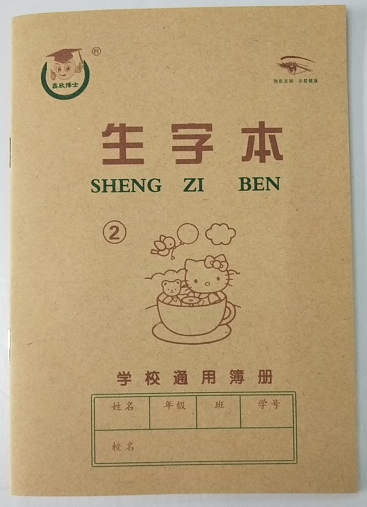 鑫欣博士
®
生字本
SHENG ZI BEN
2
学校通用簿册
姓名 年级 班 学号
校名